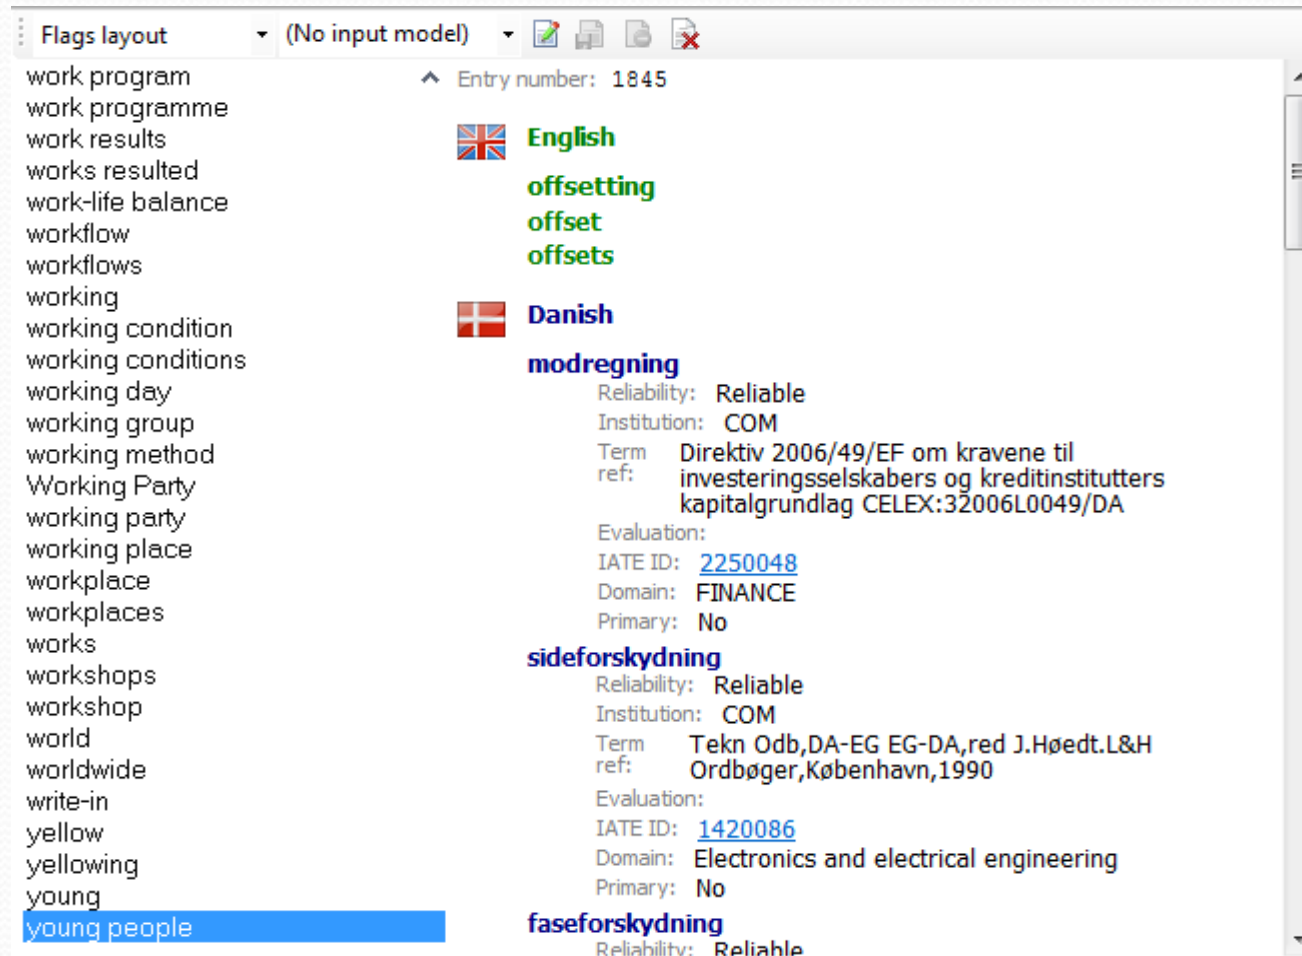 Flags layout
(No input model)
work program
work programme
work results
works resulted
work-life balance
workflow
workflows
working
working condition
working conditions
working day
working group
working method
Working Party
working party
working place
workplace
workplaces
works
workshops
workshop
world
worldwide
write-in
yellow
yellowing
young
young people
Entry number: 1845
English
offsetting
offset
offsets
Danish
modregning
Reliability: Reliable
Institution: COM
Term ref: Direktiv 2006/49/EF om kravene til
investeringsselskabers og kreditinstitutters
kapitalgrundlag CELEX:32006L0049/DA
Evaluation:
IATE ID: 2250048
Domain: FINANCE
Primary: No
sideforskydning
Reliability: Reliable
Institution: COM
Term ref: Tekn Odb,DA-EG EG-DA,red J.Høedt.L&H
Ordbøger,København,1990
Evaluation:
IATE ID: 1420086
Domain: Electronics and electrical engineering
Primary: No
faseforskydning
Reliability: Reliable